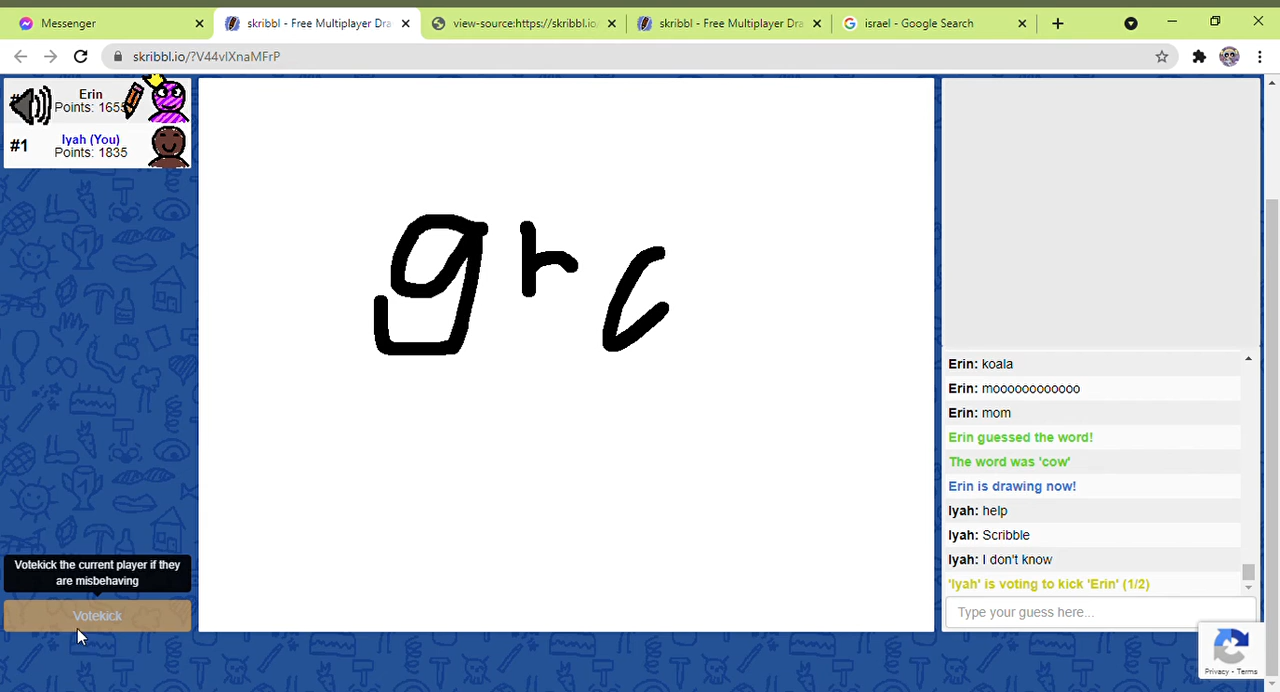 Messenger
skribbl - Free Multiplayer Dra
view-source:https://skribbl.io/
skribbl - Free Multiplayer Dra
israel - Google Search
skribbl.io/?V44vlXnaMFrP
Erin
Points: 1655
#1
Iyah (You)
Points: 1835
gr
Erin: koala
Erin: moooooooooooo
Erin: mom
Erin guessed the word!
The word was 'cow'
Erin is drawing now!
Iyah: help
Iyah: Scribble
Iyah: I don't know
'Iyah' is voting to kick 'Erin' (1/2)
Type your guess here...
Votekick the current player if they
are misbehaving
Votekick
Privacy - Terms